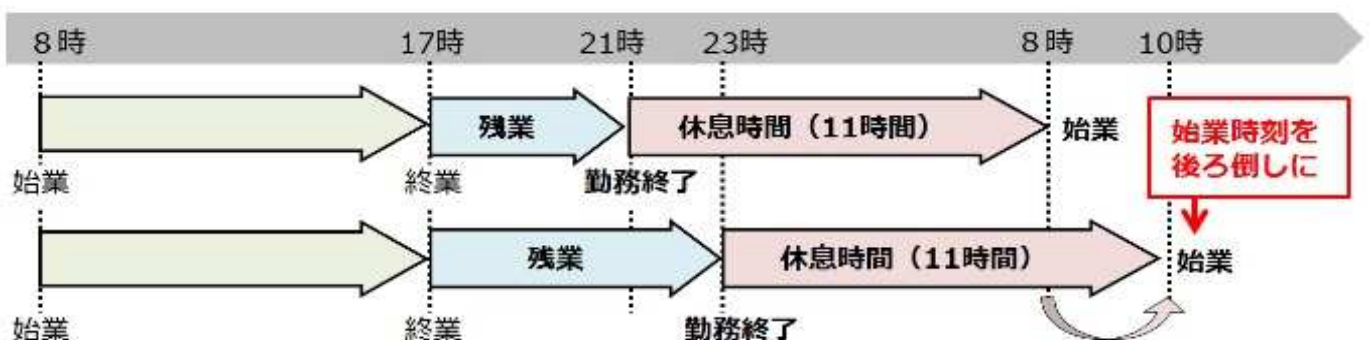 8時 17時 21時 23時 8時 10時
残業 休息時間（11時間） 始業
始業時刻を
後ろ倒しに
始業 終業 勤務終了
残業 休息時間（11時間） 始業
始業 終業 勤務終了